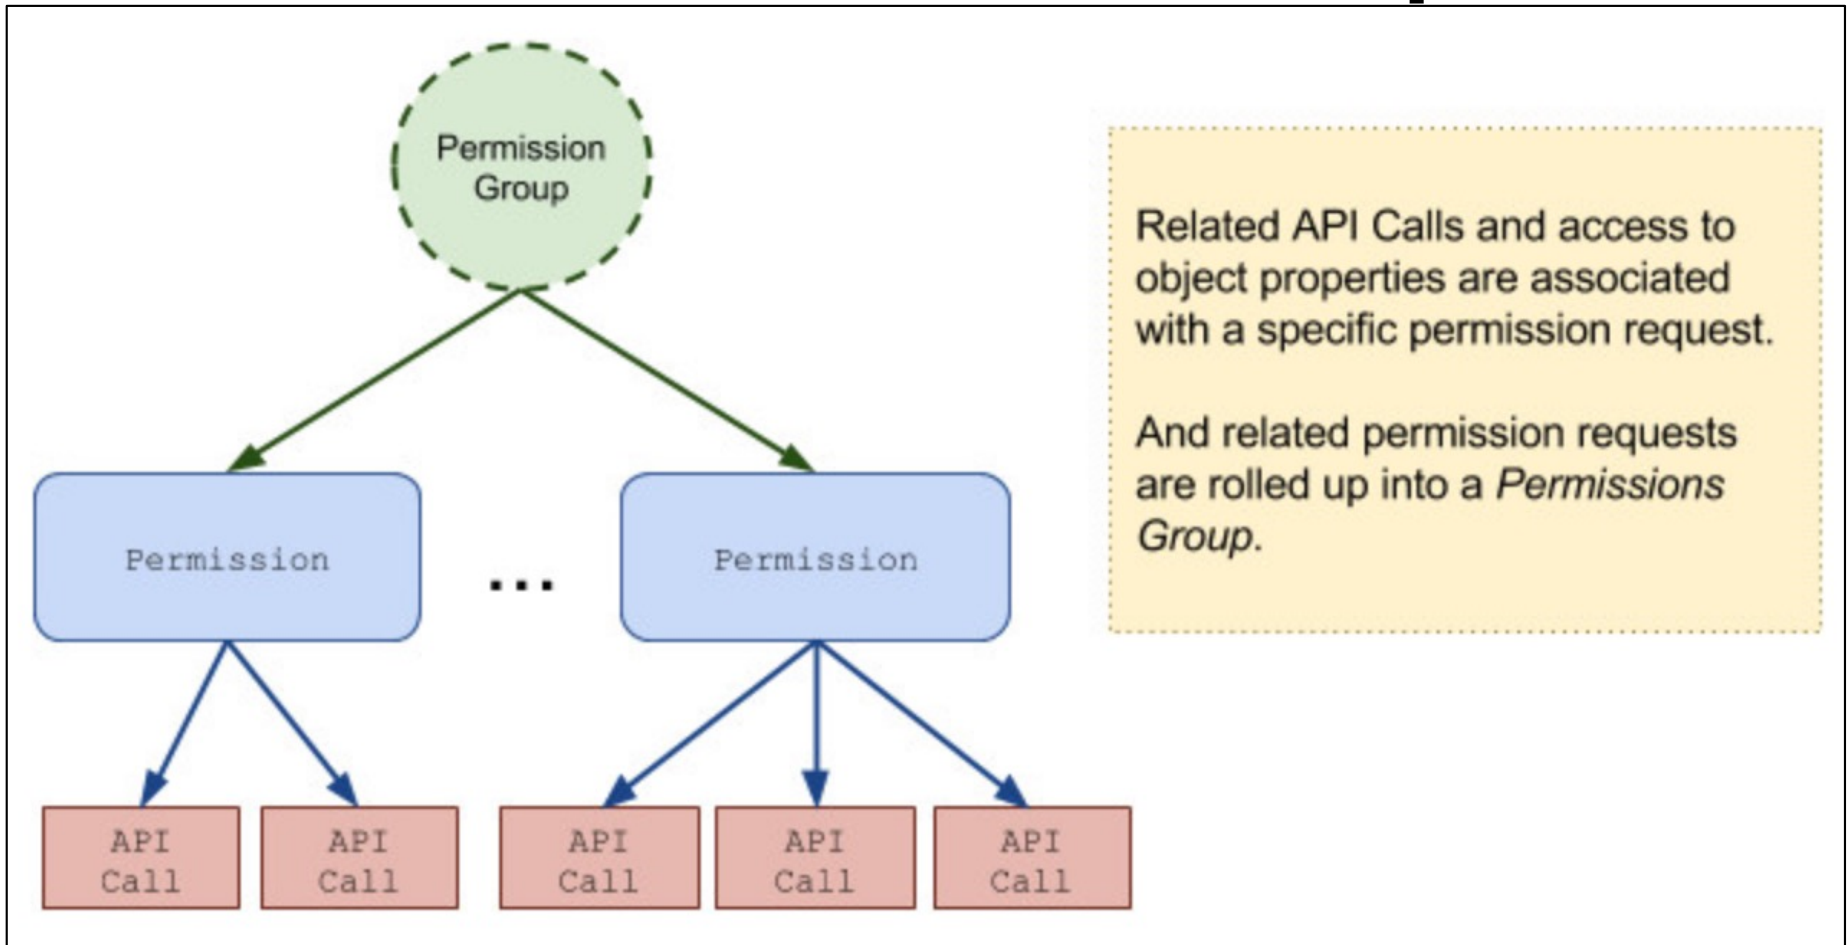 Permission
Group
Related API Calls and access to
object properties are associated
with a specific permission request.
And related permission requests
are rolled up into a Permissions
Group.
Permission
...
Permission
API
Call
API
Call
API
Call
API
Call
API
Call